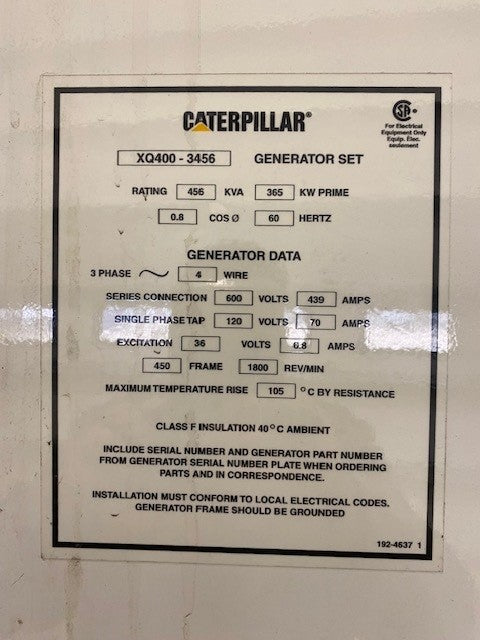 CATERPILLAR®
CSA
For Electrical
Equipment Only
Equip. Élec.
seulement
XQ400 - 3456 GENERATOR SET
RATING 456 KVA 365 KW PRIME
0.8 COS Ø 60 HERTZ
GENERATOR DATA
3 PHASE 4 WIRE
SERIES CONNECTION 600 VOLTS 439 AMPS
SINGLE PHASE TAP 120 VOLTS 70 AMPS
EXCITATION 36 VOLTS 6.8 AMPS
450 FRAME 1800 REV/MIN
MAXIMUM TEMPERATURE RISE 105 °C BY RESISTANCE
CLASS F INSULATION 40°C AMBIENT
INCLUDE SERIAL NUMBER AND GENERATOR PART NUMBER
FROM GENERATOR SERIAL NUMBER PLATE WHEN ORDERING
PARTS AND IN CORRESPONDENCE.
INSTALLATION MUST CONFORM TO LOCAL ELECTRICAL CODES.
GENERATOR FRAME SHOULD BE GROUNDED
192-4637 1